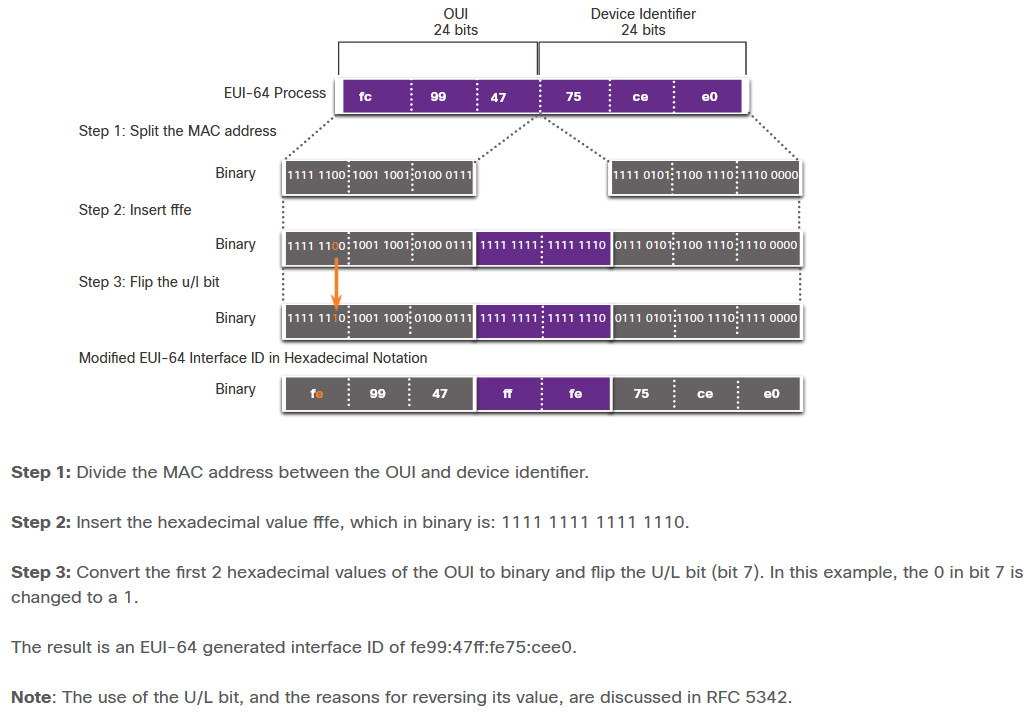 OUI Device Identifier
24 bits 24 bits
EUI-64 Process fc 99 47 75 ce e0
Step 1: Split the MAC address
Binary 1111 1100 1001 1001 0100 0111 1111 0101 1100 1110 1110 0000
Step 2: Insert fffe
Binary 1111 1100 1001 1001 0100 0111 1111 1111 1111 1110 0111 0101 1100 1110 1110 0000
Step 3: Flip the u/l bit
Binary 1111 1110 1001 1001 0100 0111 1111 1111 1111 1110 0111 0101 1100 1110 1111 0000
Modified EUI-64 Interface ID in Hexadecimal Notation
Binary fe 99 47 ff fe 75 ce e0
Step 1: Divide the MAC address between the OUI and device identifier.
Step 2: Insert the hexadecimal value fffe, which in binary is: 1111 1111 1111 1110.
Step 3: Convert the first 2 hexadecimal values of the OUI to binary and flip the U/L bit (bit 7). In this example, the 0 in bit 7 is
changed to a 1.
The result is an EUI-64 generated interface ID of fe99:47ff:fe75:cee0.
Note: The use of the U/L bit, and the reasons for reversing its value, are discussed in RFC 5342.